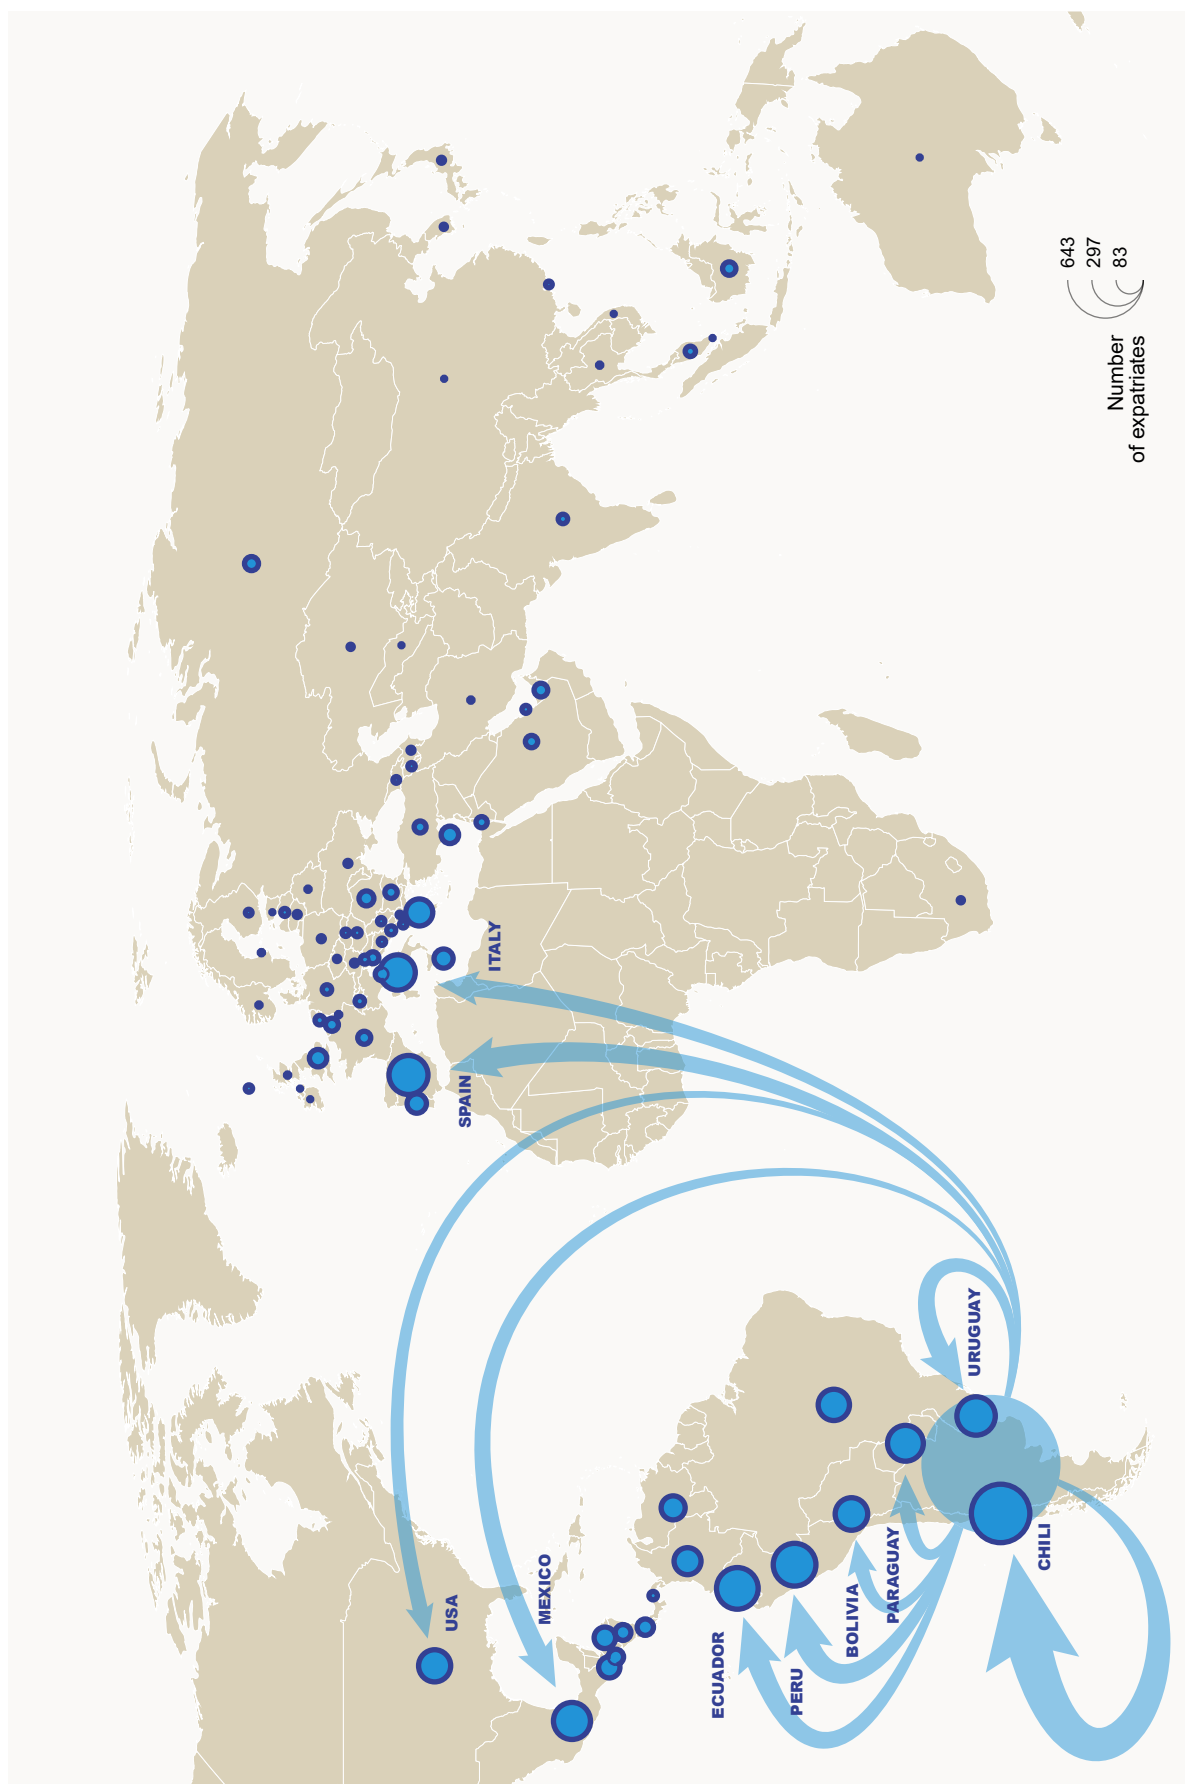 USA
MEXICO
ECUADOR
PERU
BOLIVIA
PARAGUAY
CHILI
URUGUAY
SPAIN
ITALY
Number
of expatriates
643
297
83